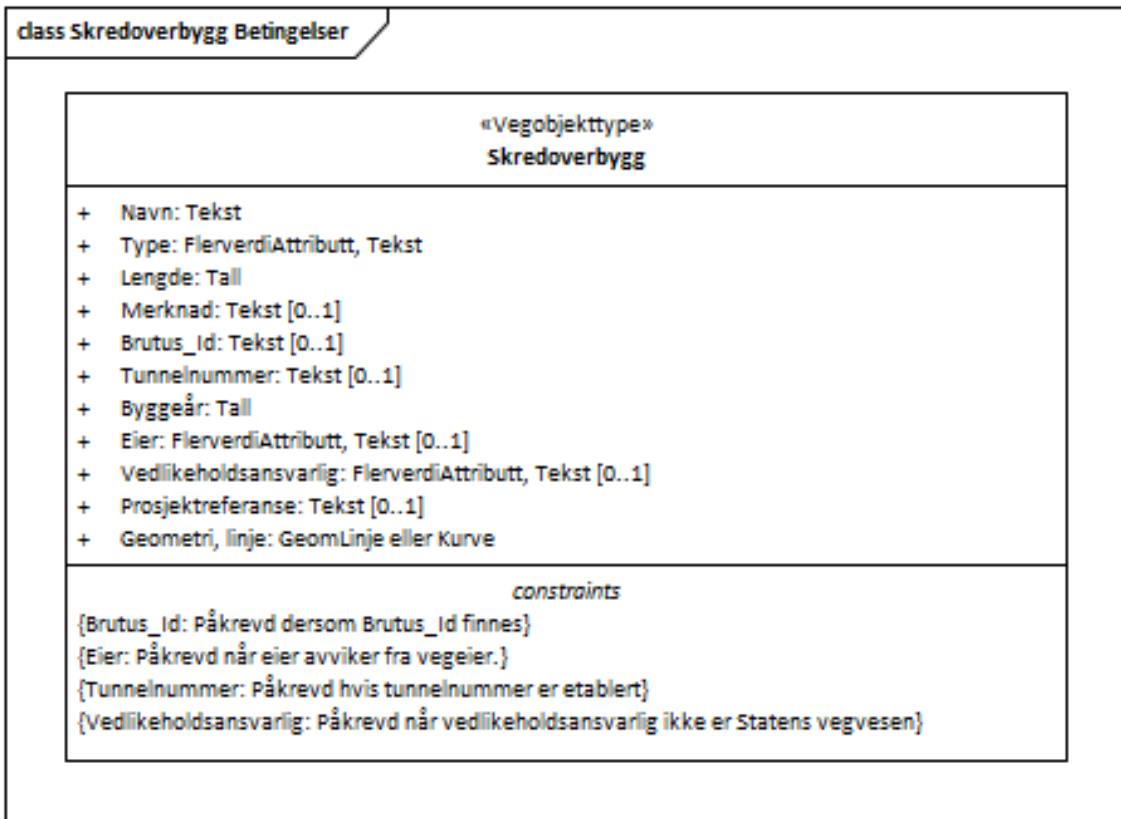 class Skredoverbygg Betingelser
«Vegobjekttype»
Skredoverbygg
+ Navn: Tekst
+ Type: FlerverdiAttributt, Tekst
+ Lengde: Tall
+ Merknad: Tekst [0..1]
+ Brutus_Id: Tekst [0..1]
+ Tunnelnummer: Tekst [0..1]
+ Byggeår: Tall
+ Eier: FlerverdiAttributt, Tekst [0..1]
+ Vedlikeholdsansvarlig: FlerverdiAttributt, Tekst [0..1]
+ Prosjektreferanse: Tekst [0..1]
+ Geometri, linje: GeomLinje eller Kurve
constraints
{Brutus_Id: Påkrevd dersom Brutus_Id finnes}
{Eier: Påkrevd når eier avviker fra vegeier.}
{Tunnelnummer: Påkrevd hvis tunnelnummer er etablert}
{Vedlikeholdsansvarlig: Påkrevd når vedlikeholdsansvarlig ikke er Statens vegvesen}